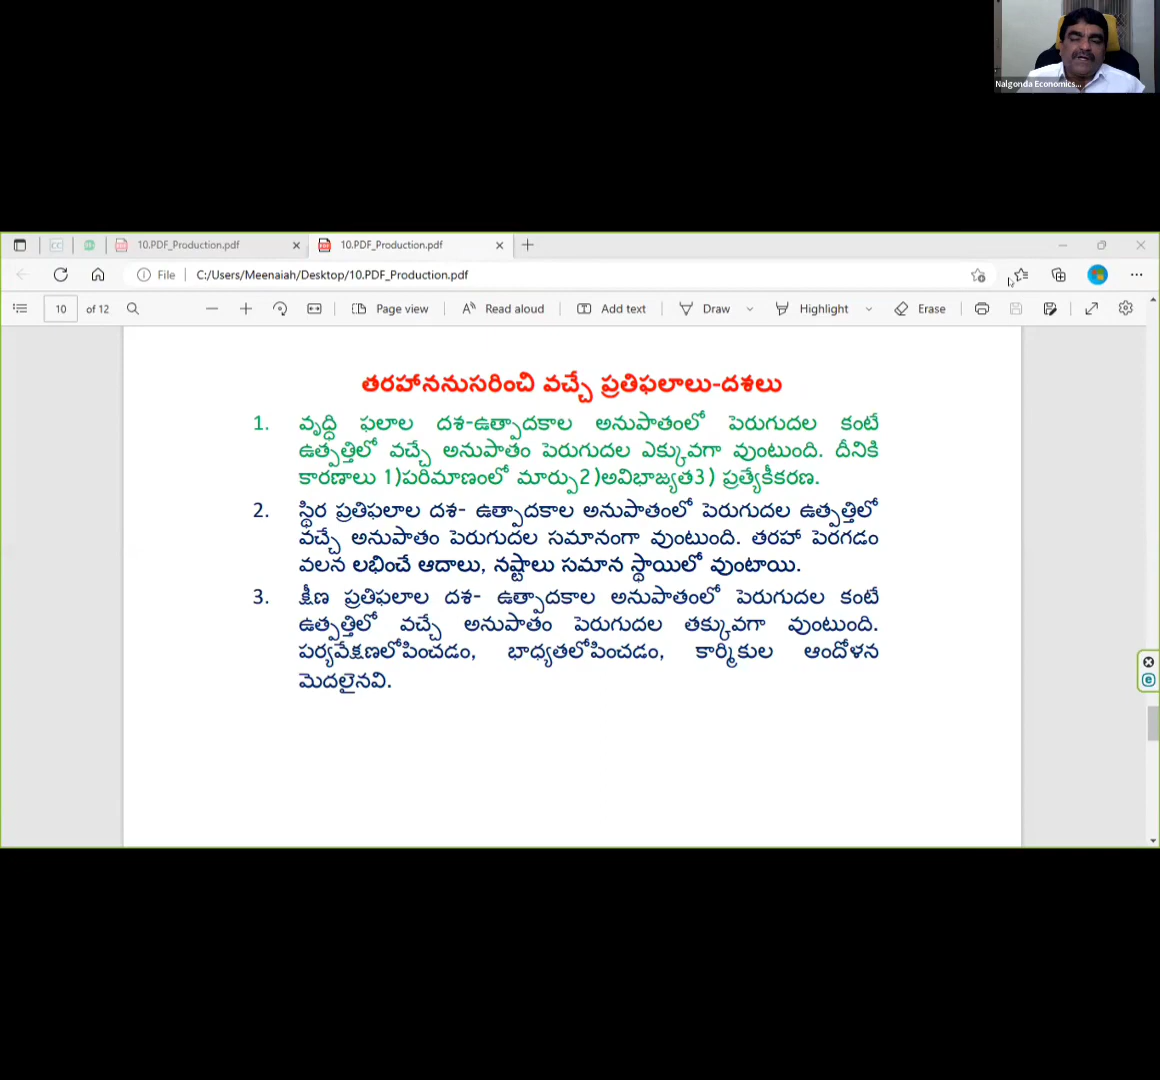 Nalgonda Economics...
10.PDF_Production.pdf
10.PDF_Production.pdf
File
C:/Users/Meenaiah/Desktop/10.PDF_Production.pdf
10 of 12
Page view
Read aloud
Add text
Draw
Highlight
Erase
తరహాననుసరించి వచ్చే ప్రతిఫలాలు-దశలు
1. వృద్ధి ఫలాల దశ-ఉత్పాదకాల అనుపాతంలో పెరుగుదల కంటే
ఉత్పత్తిలో వచ్చే అనుపాతం పెరుగుదల ఎక్కువగా వుంటుంది. దీనికి
కారణాలు 1)పరిమాణంలో మార్పు2)అవిభాజ్యత3) ప్రత్యేకీకరణ.
2. స్థిర ప్రతిఫలాల దశ- ఉత్పాదకాల అనుపాతంలో పెరుగుదల ఉత్పత్తిలో
వచ్చే అనుపాతం పెరుగుదల సమానంగా వుంటుంది. తరహా పెరగడం
వలన లభించే ఆదాలు, నష్టాలు సమాన స్థాయిలో వుంటాయి.
3. క్షీణ ప్రతిఫలాల దశ- ఉత్పాదకాల అనుపాతంలో పెరుగుదల కంటే
ఉత్పత్తిలో వచ్చే అనుపాతం పెరుగుదల తక్కువగా వుంటుంది.
పర్యవేక్షణలోపించడం, భాధ్యతలోపించడం, కార్మికుల ఆందోళన
మెదలైనవి.